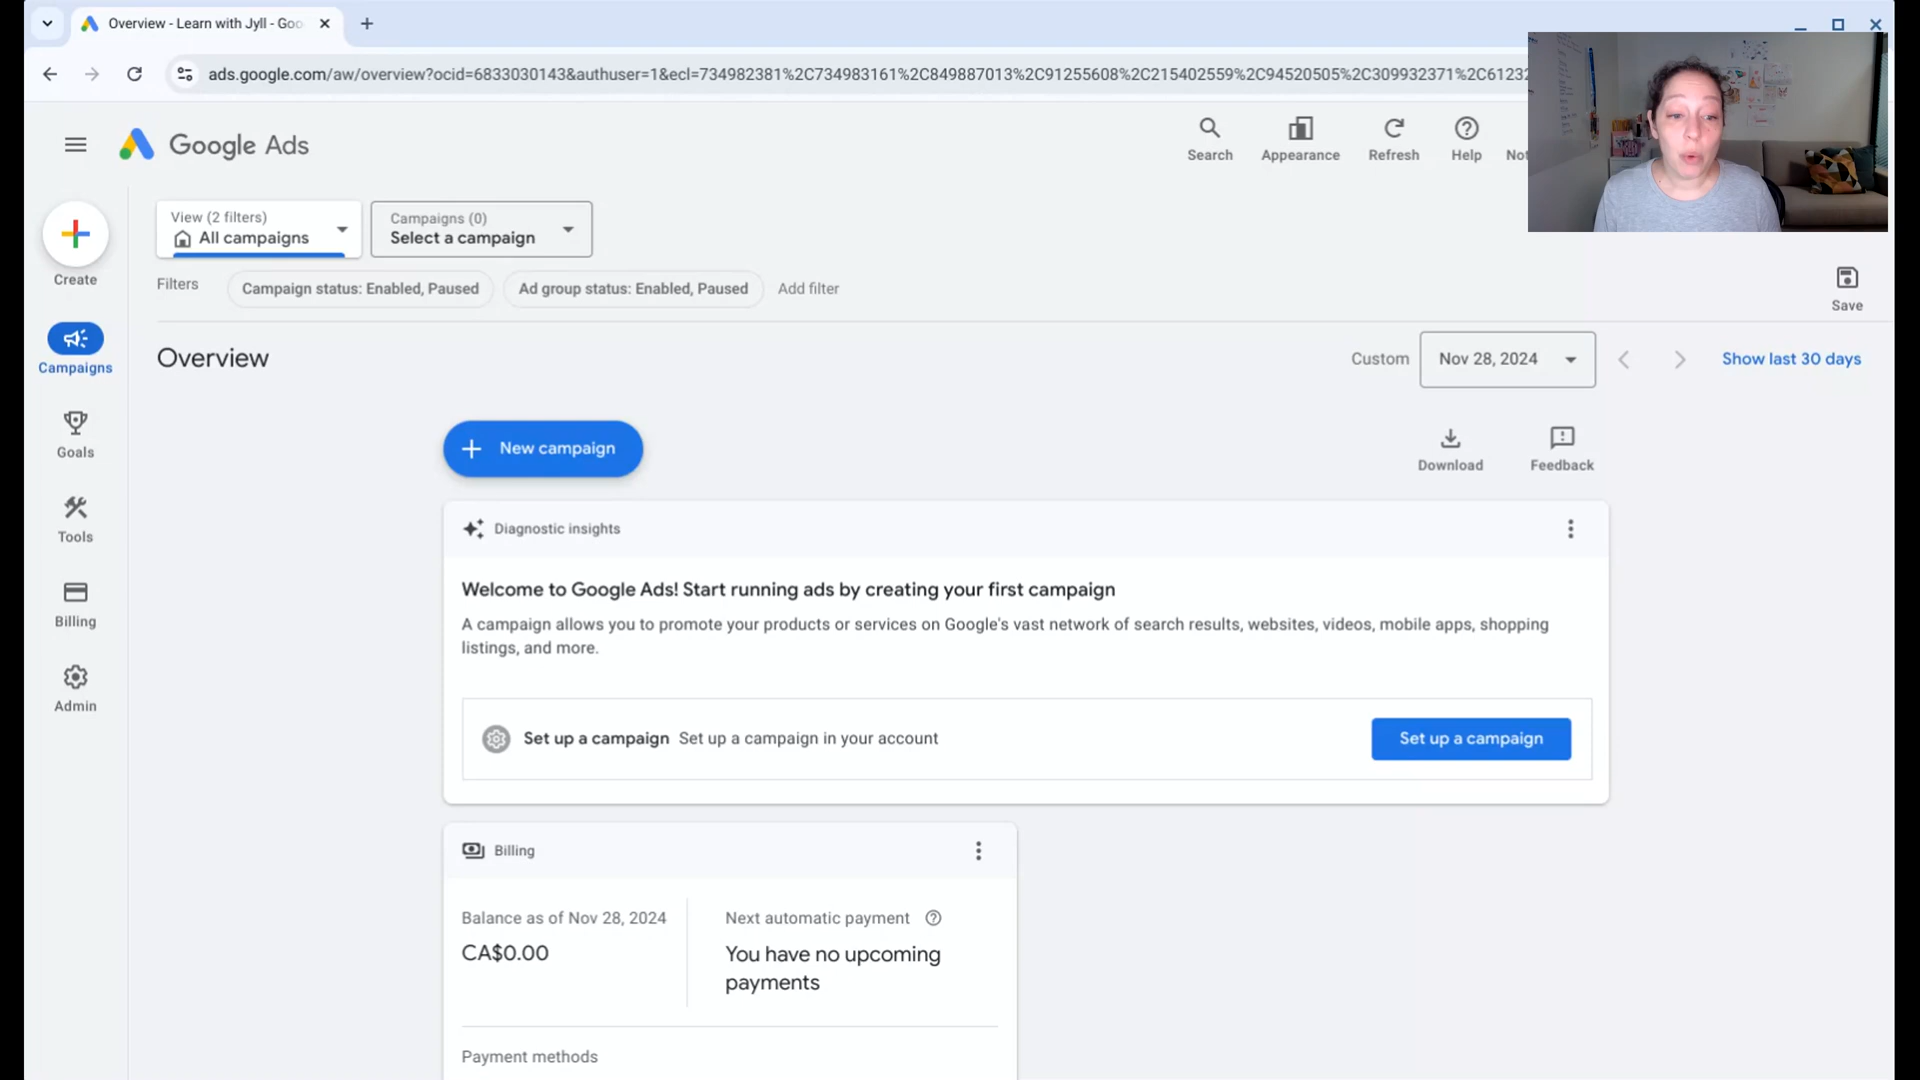 Overview - Learn with Jyll - Goo
ads.google.com/aw/overview?ocid=6833030143&authuser=1&ecl=734982381%2C734983161%2C849887013%2C91255608%2C215402559%2C94520505%2C309932371%2C61232
Google Ads
Search
Appearance
Refresh
Help
Not
View (2 filters)
All campaigns
Campaigns (0)
Select a campaign
Create
Filters
Campaign status: Enabled, Paused
Ad group status: Enabled, Paused
Add filter
Save
Campaigns
Overview
Custom
Nov 28, 2024
Show last 30 days
Goals
New campaign
Download
Feedback
Tools
Diagnostic insights
Welcome to Google Ads! Start running ads by creating your first campaign
A campaign allows you to promote your products or services on Google's vast network of search results, websites, videos, mobile apps, shopping
listings, and more.
Billing
Admin
Set up a campaign
Set up a campaign in your account
Set up a campaign
Billing
Balance as of Nov 28, 2024
CA$0.00
Next automatic payment
You have no upcoming
payments
Payment methods